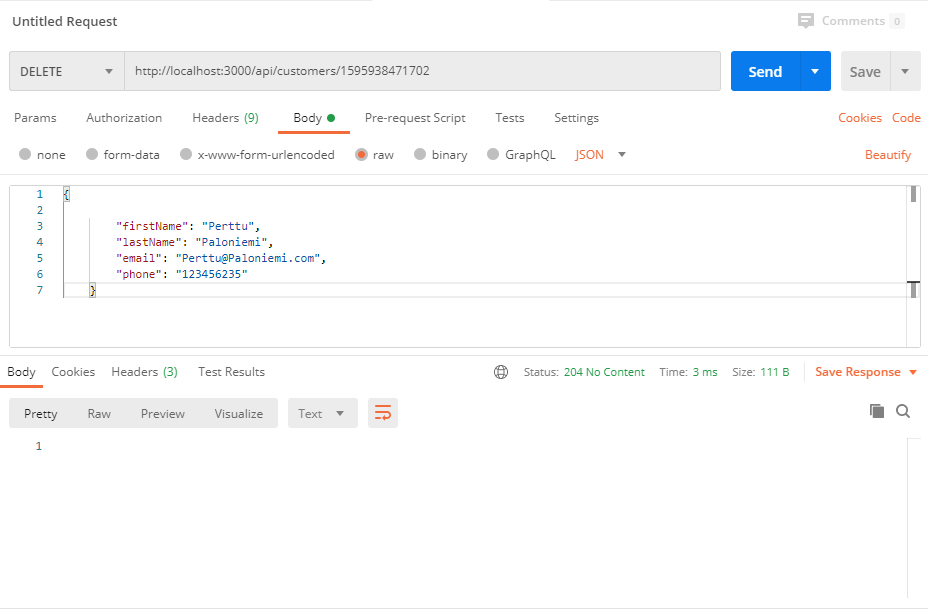 Untitled Request
Comments 0
DELETE http://localhost:3000/api/customers/1595938471702 Send Save
Params Authorization Headers (9) Body Pre-request Script Tests Settings Cookies Code
none form-data x-www-form-urlencoded raw binary GraphQL JSON Beautify
1 {
2
3 "firstName": "Perttu",
4 "lastName": "Paloniemi",
5 "email": "Perttu@Paloniemi.com",
6 "phone": "123456235"
7 }
Body Cookies Headers (3) Test Results Status: 204 No Content Time: 3 ms Size: 111 B Save Response
Pretty Raw Preview Visualize Text
1